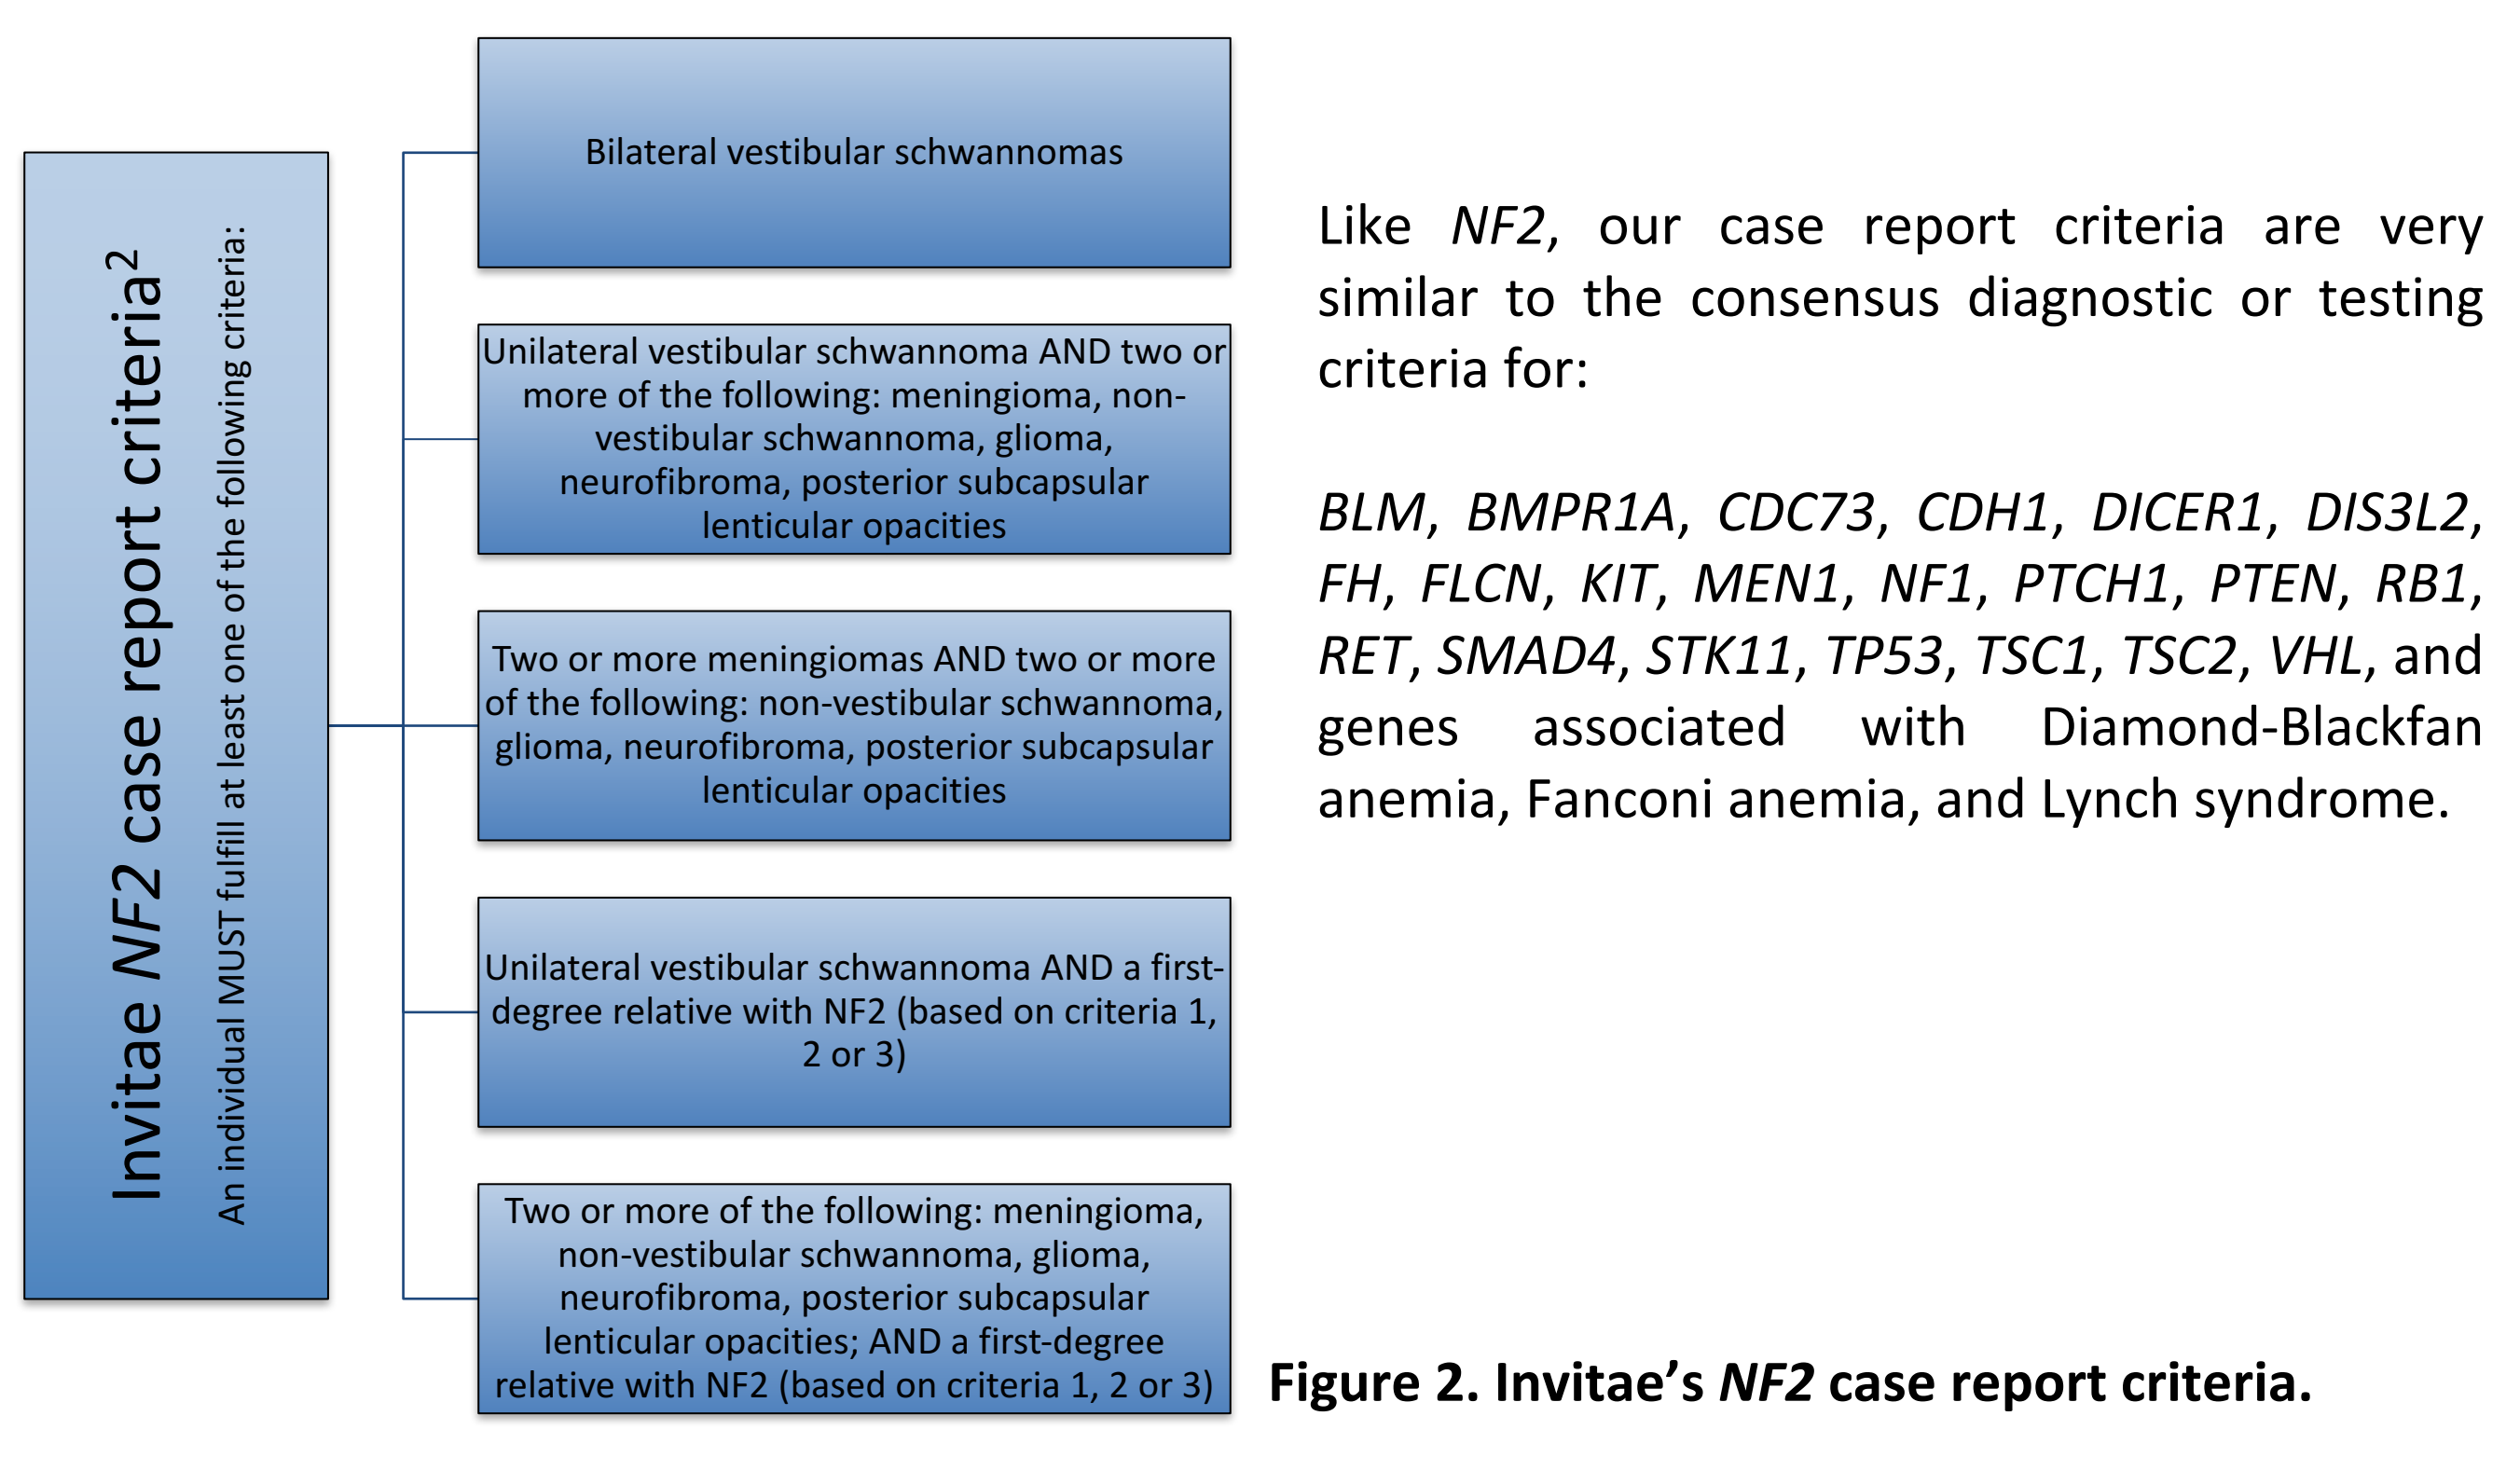 Invitae NF2 case report criteria2
An individual MUST fulfill at least one of the following criteria:
Bilateral vestibular schwannomas
Unilateral vestibular schwannoma AND two or
more of the following: meningioma, non-
vestibular schwannoma, glioma,
neurofibroma, posterior subcapsular
lenticular opacities
Two or more meningiomas AND two or more
of the following: non-vestibular schwannoma,
glioma, neurofibroma, posterior subcapsular
lenticular opacities
Unilateral vestibular schwannoma AND a first-
degree relative with NF2 (based on criteria 1,
2 or 3)
Two or more of the following: meningioma,
non-vestibular schwannoma, glioma,
neurofibroma, posterior subcapsular
lenticular opacities; AND a first-degree
relative with NF2 (based on criteria 1, 2 or 3)
Like NF2, our case report criteria are very
similar to the consensus diagnostic or testing
criteria for:
BLM, BMPR1A, CDC73, CDH1, DICER1, DIS3L2,
FH, FLCN, KIT, MEN1, NF1, PTCH1, PTEN, RB1,
RET, SMAD4, STK11, TP53, TSC1, TSC2, VHL, and
genes associated with Diamond-Blackfan
anemia, Fanconi anemia, and Lynch syndrome.
Figure 2. Invitae’s NF2 case report criteria.